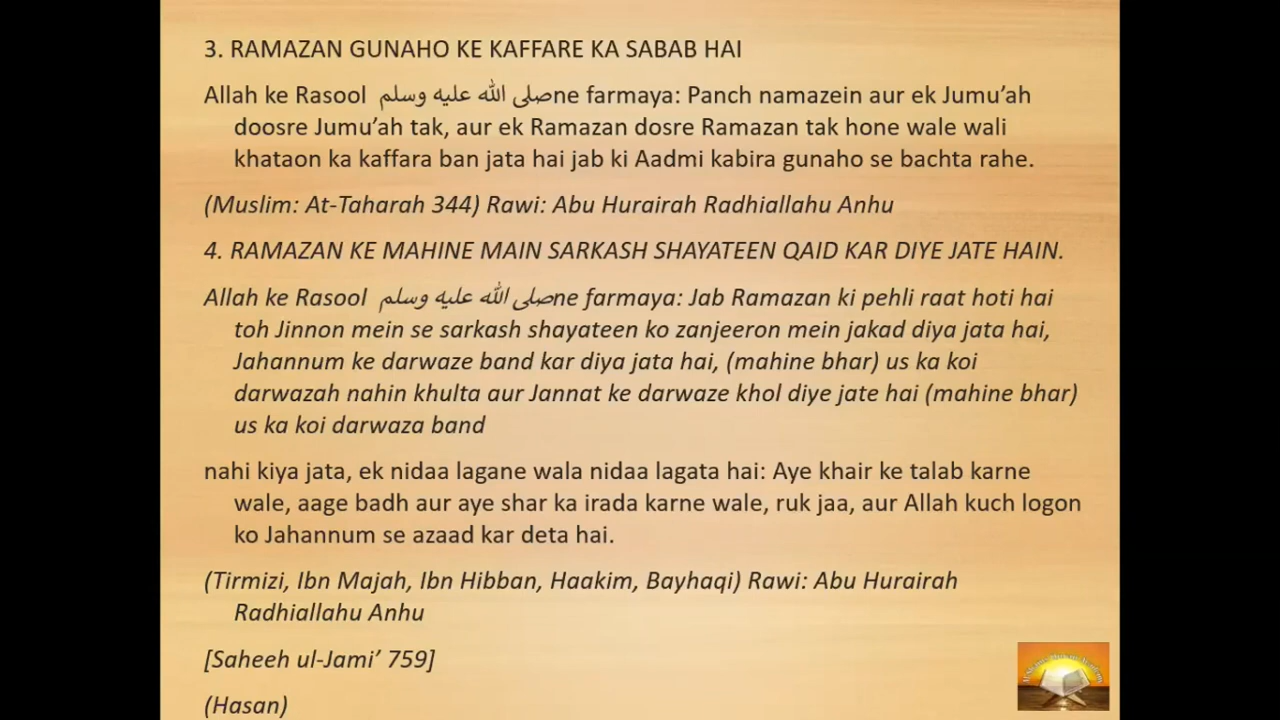 3. RAMAZAN GUNAHO KE KAFFARE KA SABAB HAI
Allah ke Rasool صلى الله عليه وسلم ne farmaya: Panch namazein aur ek Jumu’ah
doosre Jumu’ah tak, aur ek Ramazan dosre Ramazan tak hone wale wali
khataon ka kaffara ban jata hai jab ki Aadmi kabira gunaho se bachta rahe.
(Muslim: At-Taharah 344) Rawi: Abu Hurairah Radhiallahu Anhu
4. RAMAZAN KE MAHINE MAIN SARKASH SHAYATEEN QAID KAR DIYE JATE HAIN.
Allah ke Rasool صلى الله عليه وسلم ne farmaya: Jab Ramazan ki pehli raat hoti hai
toh Jinnon mein se sarkash shayateen ko zanjeeron mein jakad diya jata hai,
Jahannum ke darwaze band kar diya jata hai, (mahine bhar) us ka koi
darwazah nahin khulta aur Jannat ke darwaze khol diye jate hai (mahine bhar)
us ka koi darwaza band
nahi kiya jata, ek nidaa lagane wala nidaa lagata hai: Aye khair ke talab karne
wale, aage badh aur aye shar ka irada karne wale, ruk jaa, aur Allah kuch logon
ko Jahannum se azaad kar deta hai.
(Tirmizi, Ibn Majah, Ibn Hibban, Haakim, Bayhaqi) Rawi: Abu Hurairah
Radhiallahu Anhu
[Saheeh ul-Jami’ 759]
(Hasan)